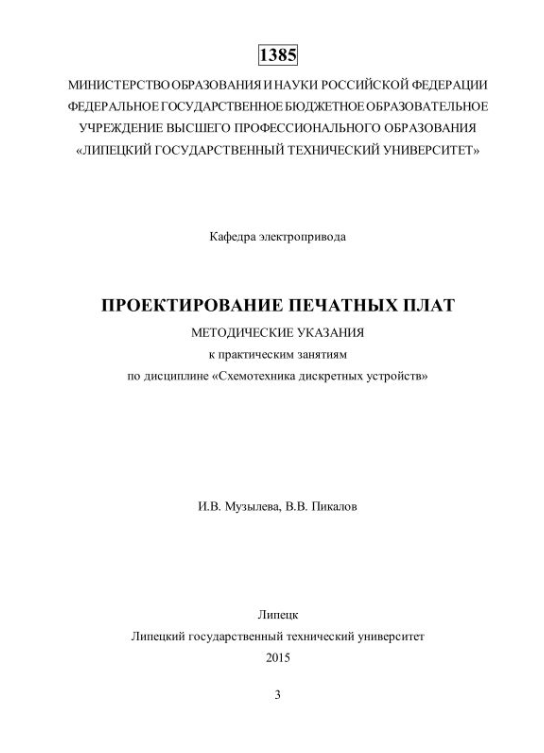 1385
МИНИСТЕРСТВО ОБРАЗОВАНИЯ И НАУКИ РОССИЙСКОЙ ФЕДЕРАЦИИ
ФЕДЕРАЛЬНОЕ ГОСУДАРСТВЕННОЕ БЮДЖЕТНОЕ ОБРАЗОВАТЕЛЬНОЕ
УЧРЕЖДЕНИЕ ВЫСШЕГО ПРОФЕССИОНАЛЬНОГО ОБРАЗОВАНИЯ
«ЛИПЕЦКИЙ ГОСУДАРСТВЕННЫЙ ТЕХНИЧЕСКИЙ УНИВЕРСИТЕТ»
Кафедра электропривода
ПРОЕКТИРОВАНИЕ ПЕЧАТНЫХ ПЛАТ
МЕТОДИЧЕСКИЕ УКАЗАНИЯ
к практическим занятиям
по дисциплине «Схемотехника дискретных устройств»
И.В. Музылева, В.В. Пикалов
Липецк
Липецкий государственный технический университет
2015
3